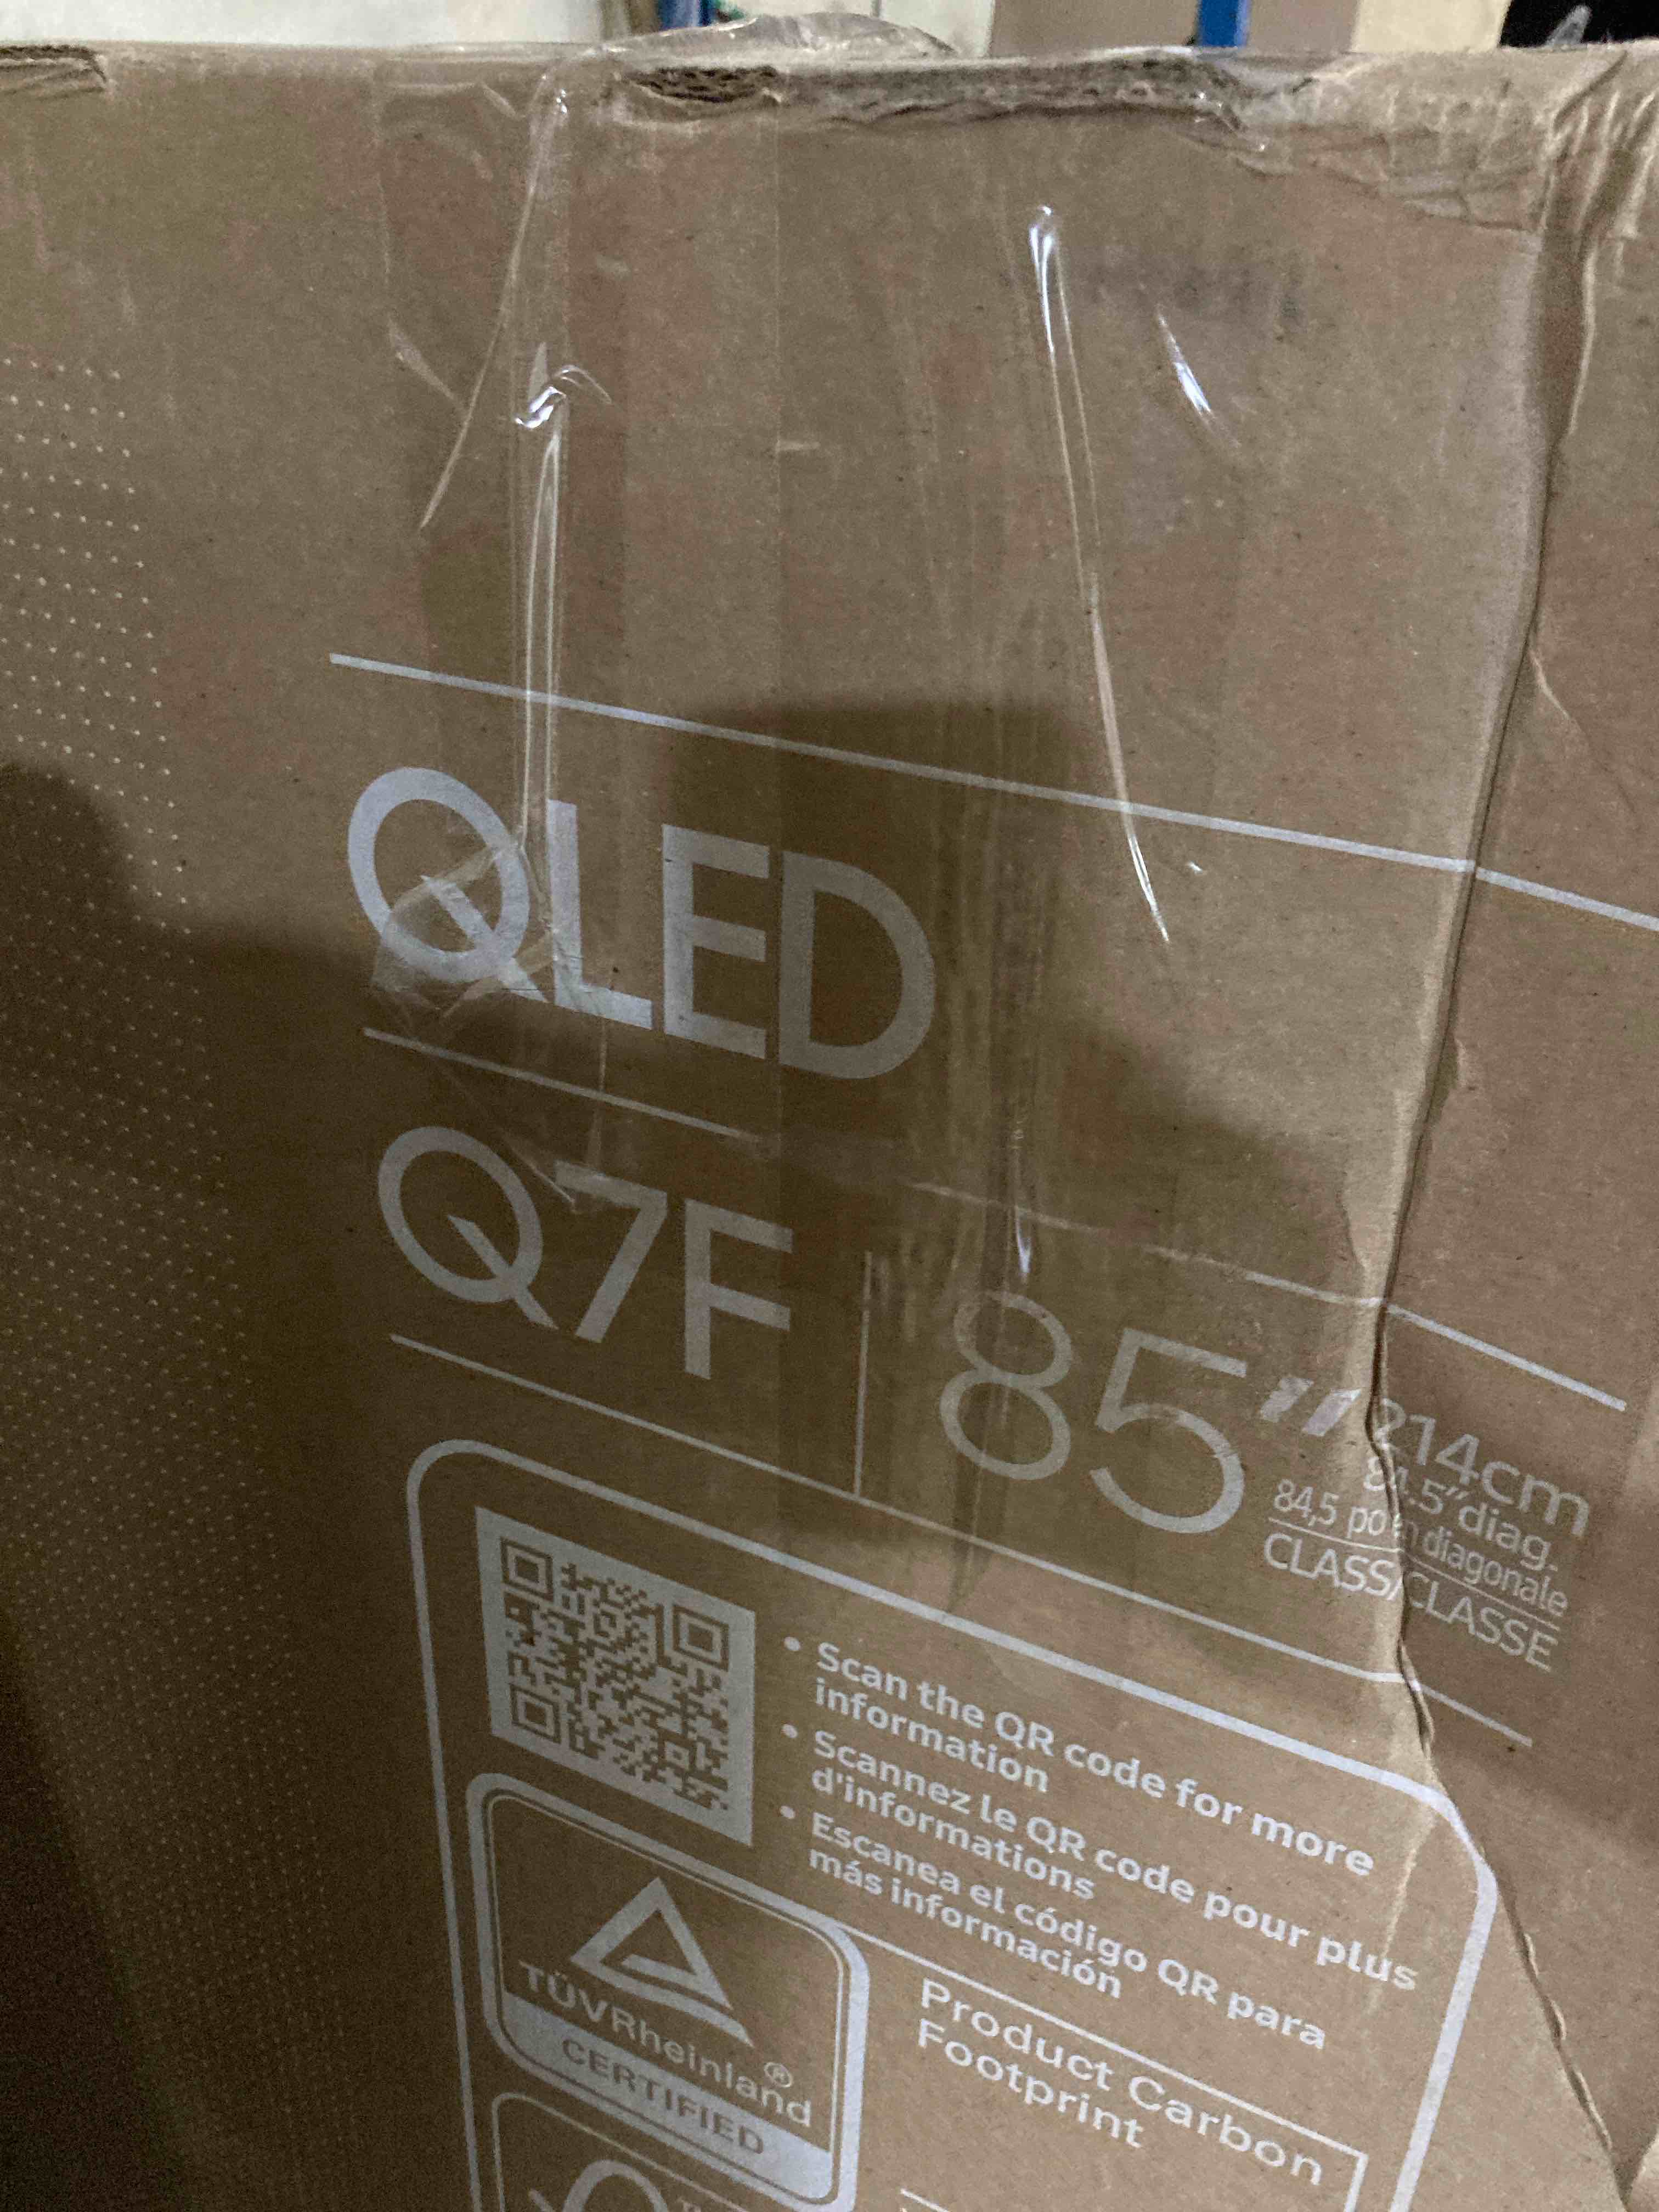 QLED
Q7F
85"
214cm
84.5" diag.
84,5 po en diagonale
CLASS/CLASSE
• Scan the QR code for more
information
• Scannez le QR code pour plus
d'informations
• Escanea el código QR para
más información
TÜVRheinland®
CERTIFIED
Product Carbon
Footprint